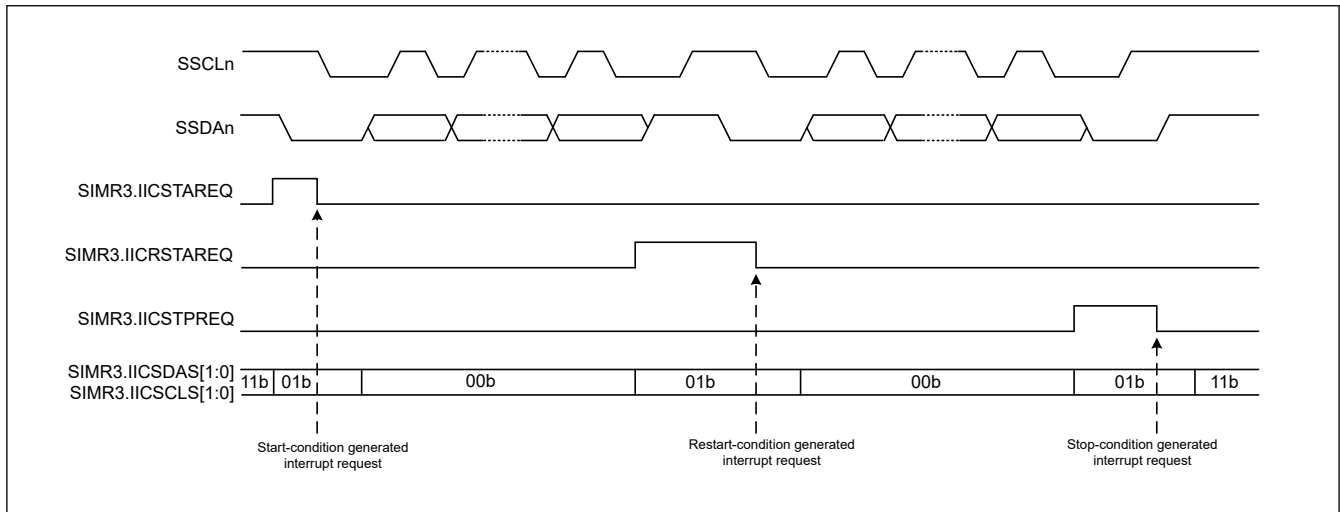 SSCLn
SSDAn
SIMR3.IICSTAREQ
SIMR3.IICRSTAREQ
SIMR3.IICSTPREQ
SIMR3.IICSDAS[1:0]
SIMR3.IICSCLS[1:0]
11b 01b 00b 01b 00b 01b 11b
Start-condition generated
interrupt request
Restart-condition generated
interrupt request
Stop-condition generated
interrupt request